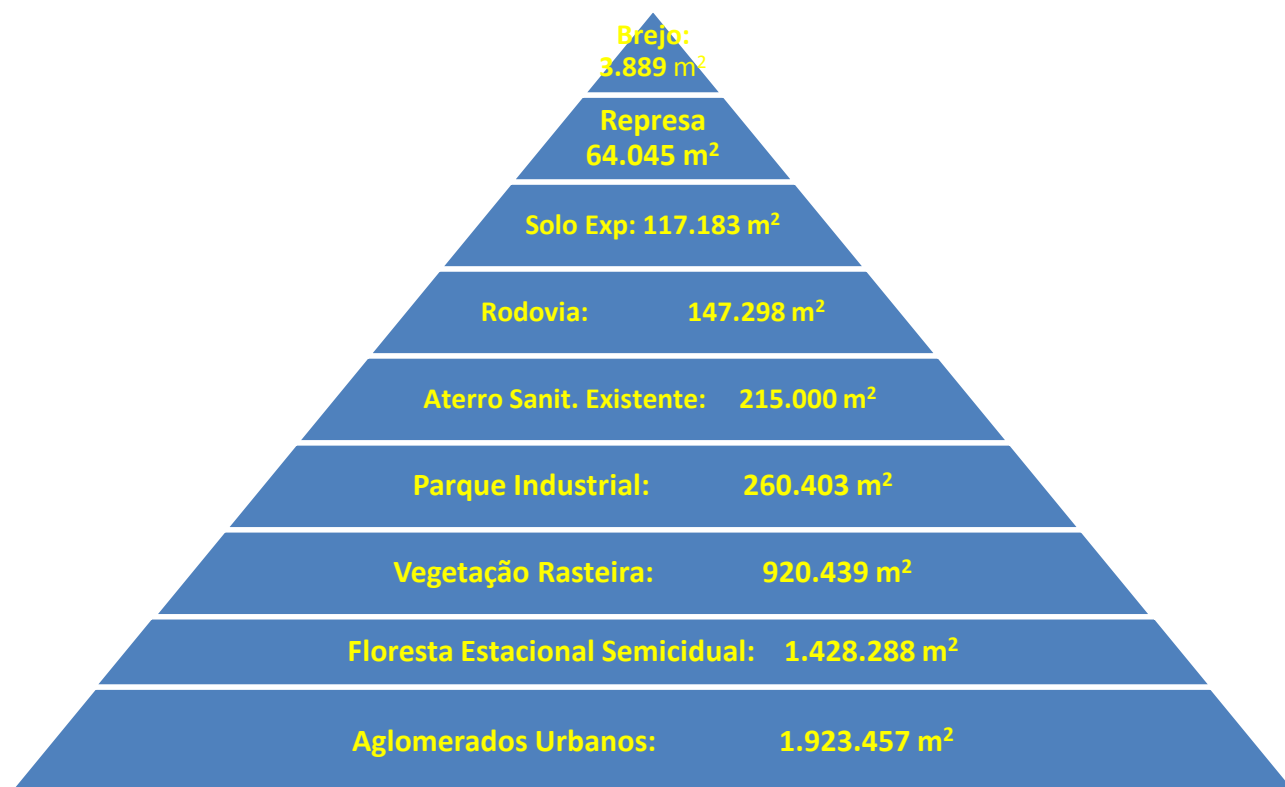 Brejo:
3.889 m²
Represa
64.045 m²
Solo Exp: 117.183 m²
Rodovia: 147.298 m²
Aterro Sanit. Existente: 215.000 m²
Parque Industrial: 260.403 m²
Vegetação Rasteira: 920.439 m²
Floresta Estacional Semicidual: 1.428.288 m²
Aglomerados Urbanos: 1.923.457 m²